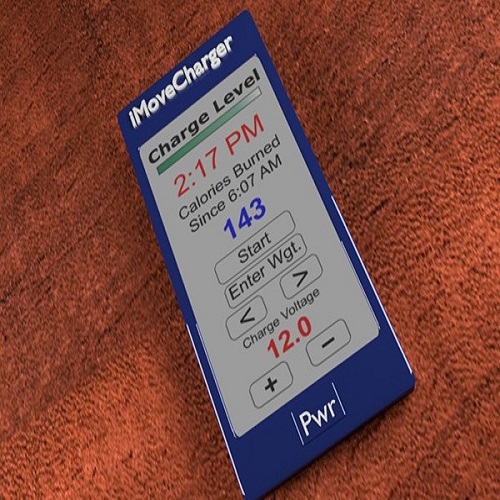 iMoveCharger
Charge Level
2:17 PM
Calories Burned
Since 6:07 AM
143
Start
Enter Wgt.
< >
Charge Voltage
12.0
+ -
Pwr